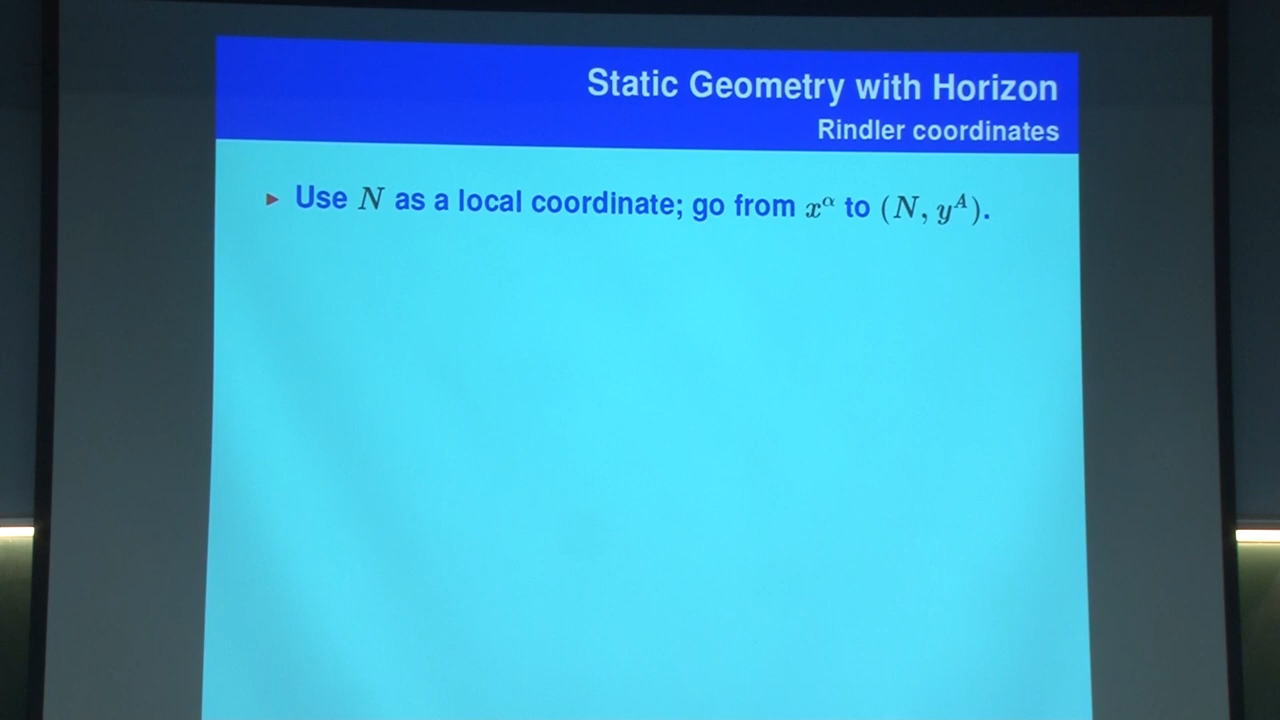 Static Geometry with Horizon
Rindler coordinates
▶ Use N as a local coordinate; go from x^α to (N, y^A).